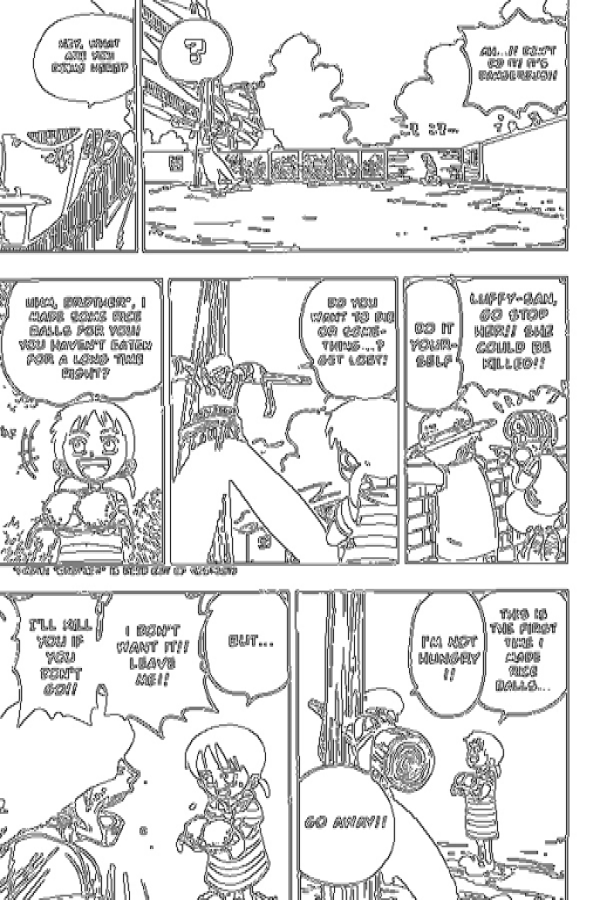 AH...!! DON'T
DO IT! IT'S
DANGEROUS!!
?
HEY, WHAT
ARE YOU
DOING HERE?
LUFFY-SAN,
GO STOP
HER!! SHE
COULD BE
KILLED!!
DO IT
YOUR-
SELF
DO YOU
WANT TO DIE
OR SOME-
THING...?
GET LOST!
UHM, BROTHER*, I
MADE SOME RICE
BALLS FOR YOU!
YOU HAVEN'T EATEN
FOR A LONG TIME
RIGHT?
THIS IS
THE FIRST
TIME I
MADE
RICE
BALLS...
I'M NOT
HUNGRY
!!
GO AWAY!!
BUT...
I DON'T
WANT IT!!
LEAVE
ME!!
I'LL KILL
YOU IF
YOU
DON'T
GO!!